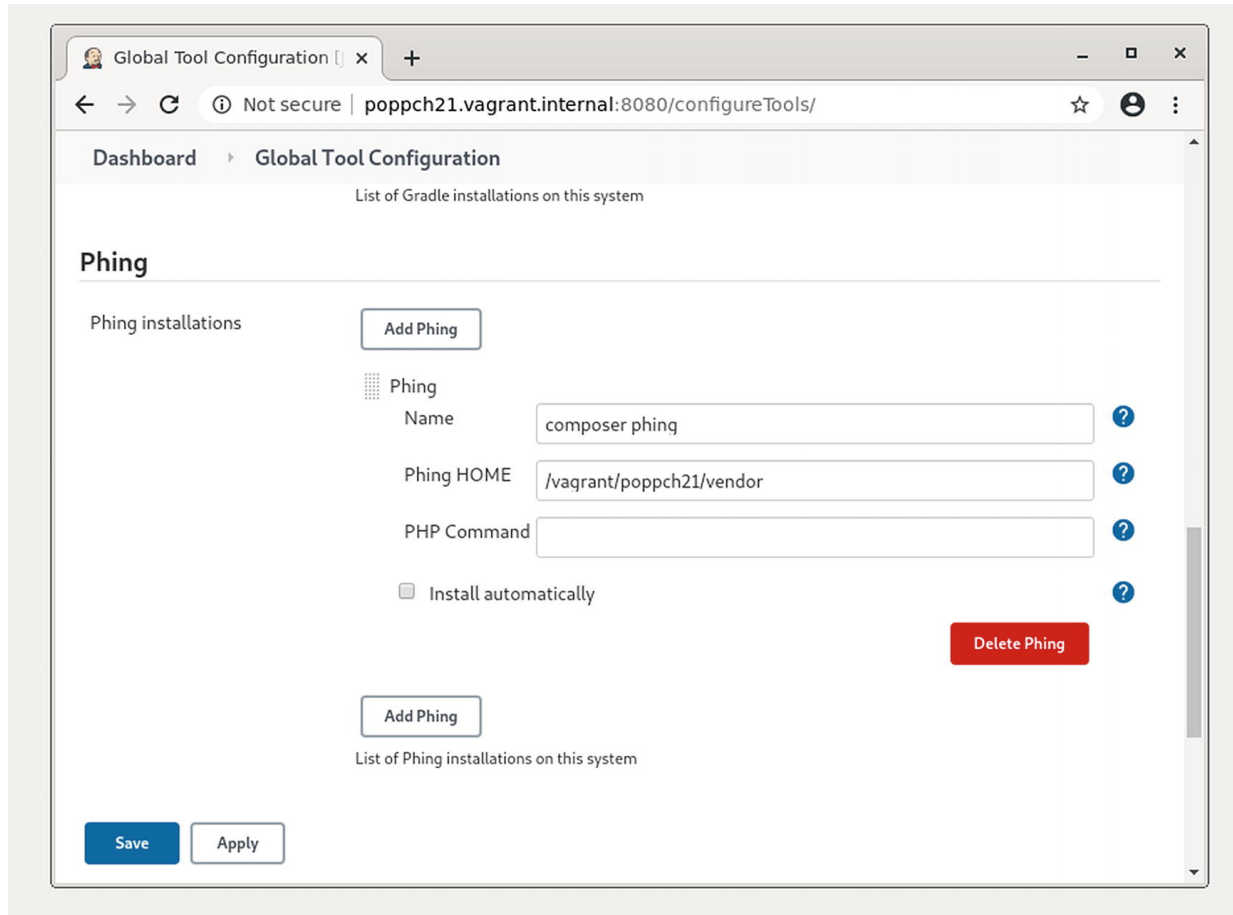 Global Tool Configuration [
Not secure | poppch21.vagrant.internal:8080/configureTools/
Dashboard Global Tool Configuration
List of Gradle installations on this system
Phing
Phing installations
Add Phing
Phing
Name
composer phing
Phing HOME
/vagrant/poppch21/vendor
PHP Command
Install automatically
Delete Phing
Add Phing
List of Phing installations on this system
Save
Apply